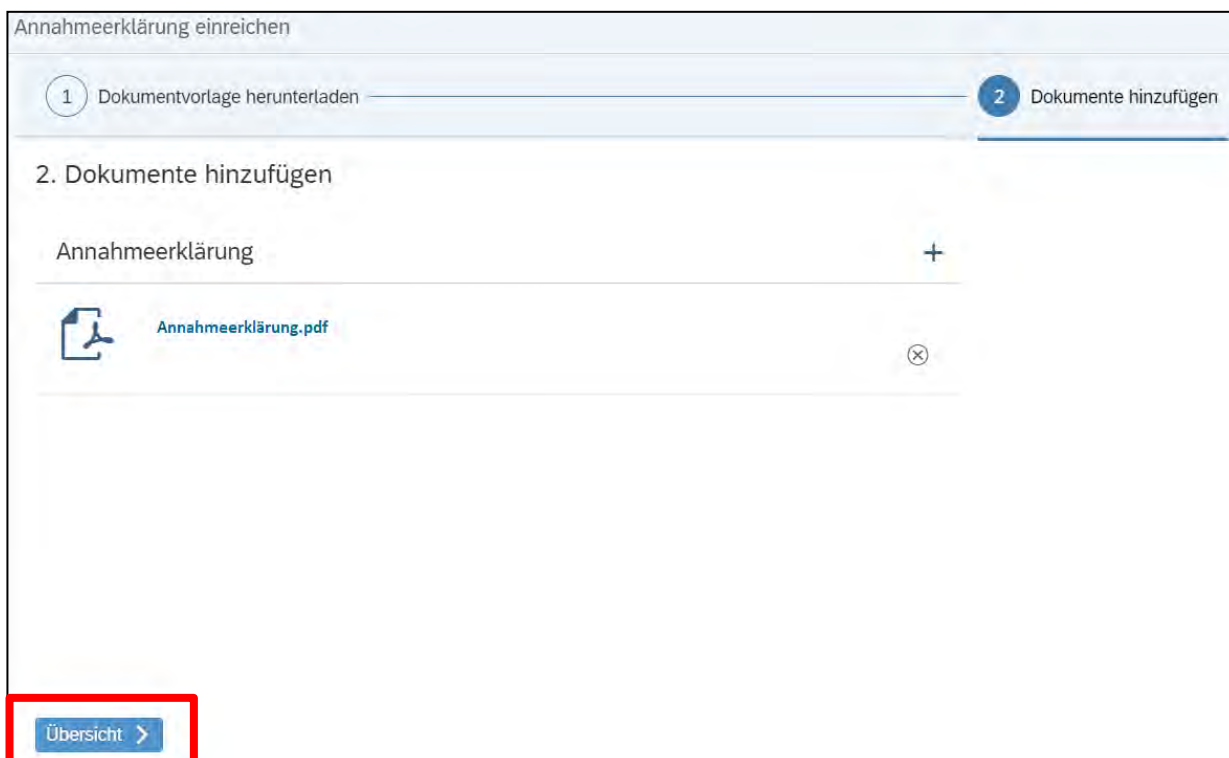 Annahmeerklärung einreichen
1 Dokumentvorlage herunterladen 2 Dokumente hinzufügen
2. Dokumente hinzufügen
Annahmeerklärung +
Annahmeerklärung.pdf
Übersicht >